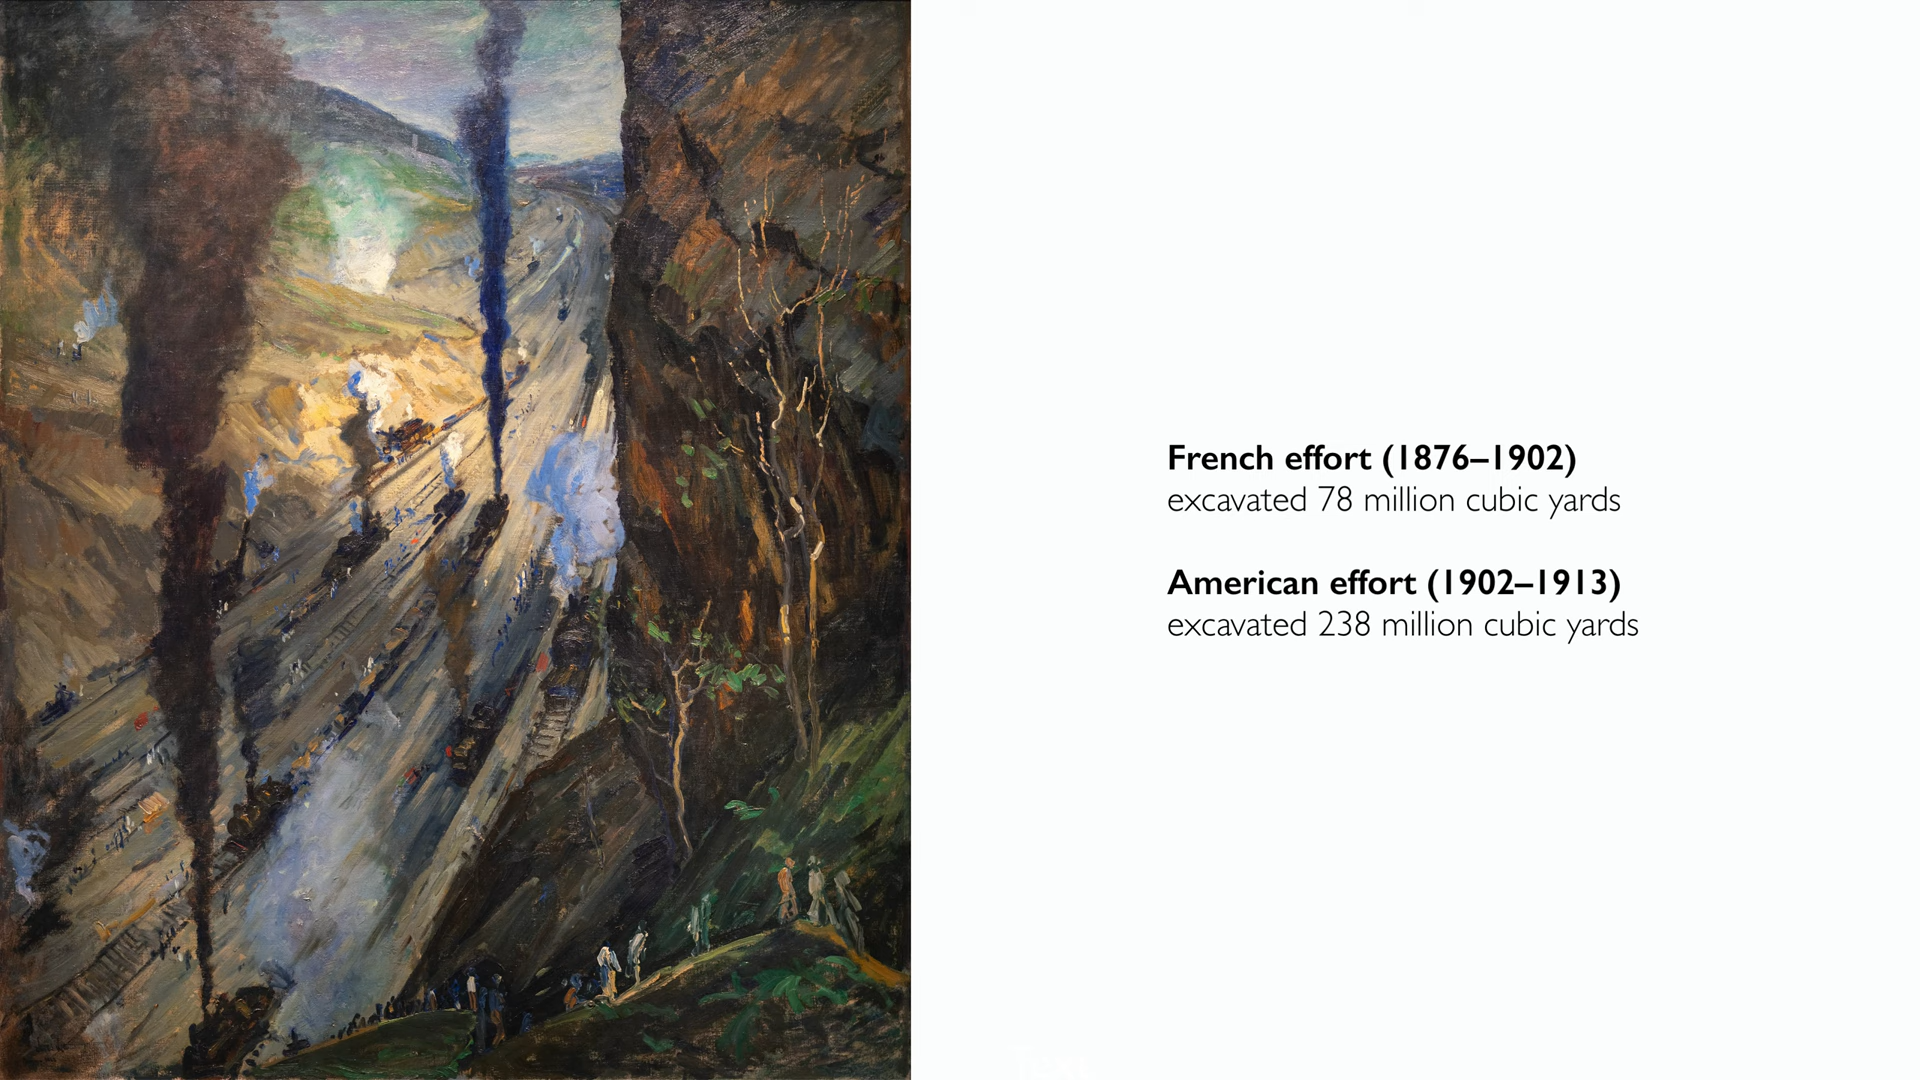 French effort (1876–1902)
excavated 78 million cubic yards
American effort (1902–1913)
excavated 238 million cubic yards